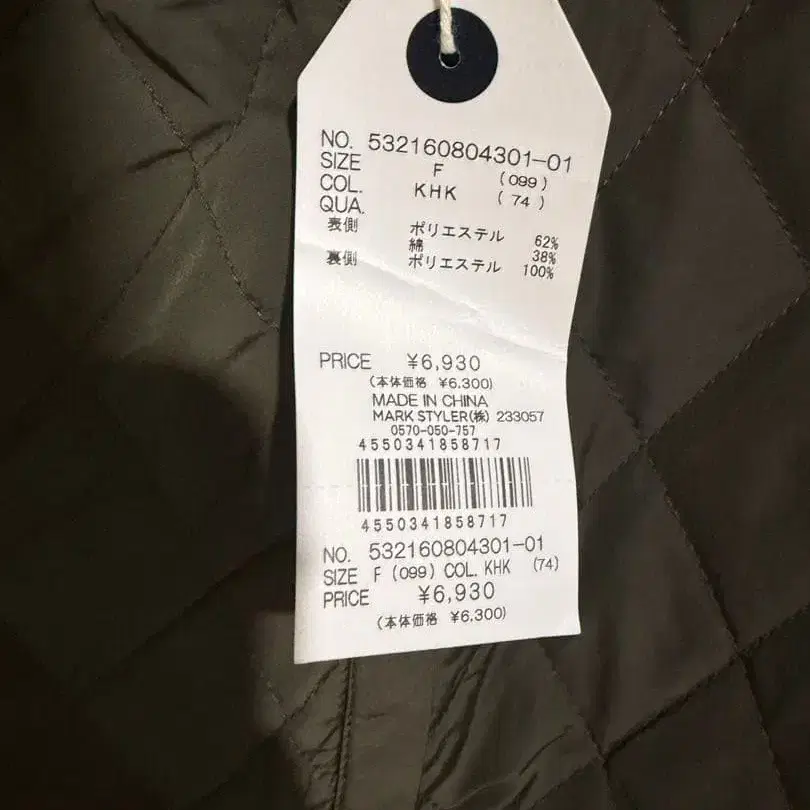 NO. 532160804301-01
SIZE F (099)
COL. KHK (74)
QUA.
表側 ポリエステル 62%
綿 38%
裏側 ポリエステル 100%
PRICE ¥6,930
(本体価格 ¥6,300)
MADE IN CHINA
MARK STYLER(株) 233057
0570-050-757
4550341858717
4550341858717
NO. 532160804301-01
SIZE F (099) COL. KHK (74)
PRICE ¥6,930
(本体価格 ¥6,300)